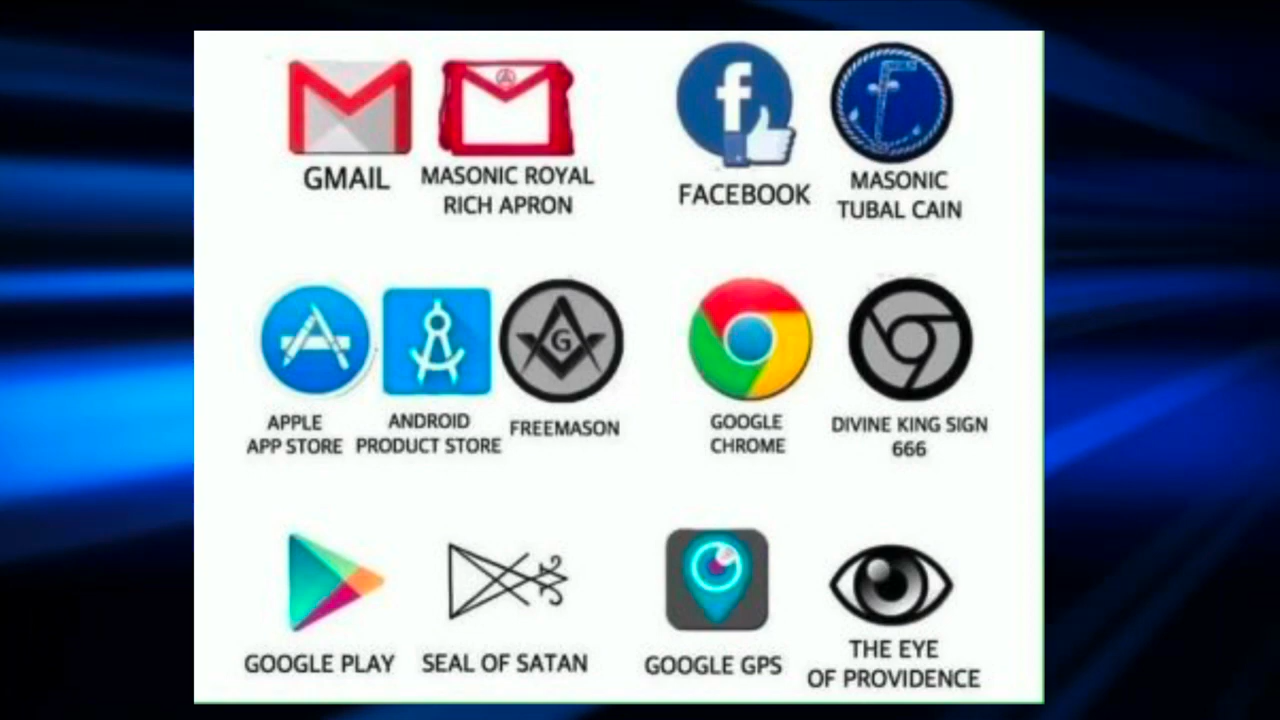 GMAIL
MASONIC ROYAL
RICH APRON
FACEBOOK
MASONIC
TUBAL CAIN
APPLE
APP STORE
ANDROID
PRODUCT STORE
G
FREEMASON
GOOGLE
CHROME
DIVINE KING SIGN
666
GOOGLE PLAY
SEAL OF SATAN
GOOGLE GPS
THE EYE
OF PROVIDENCE